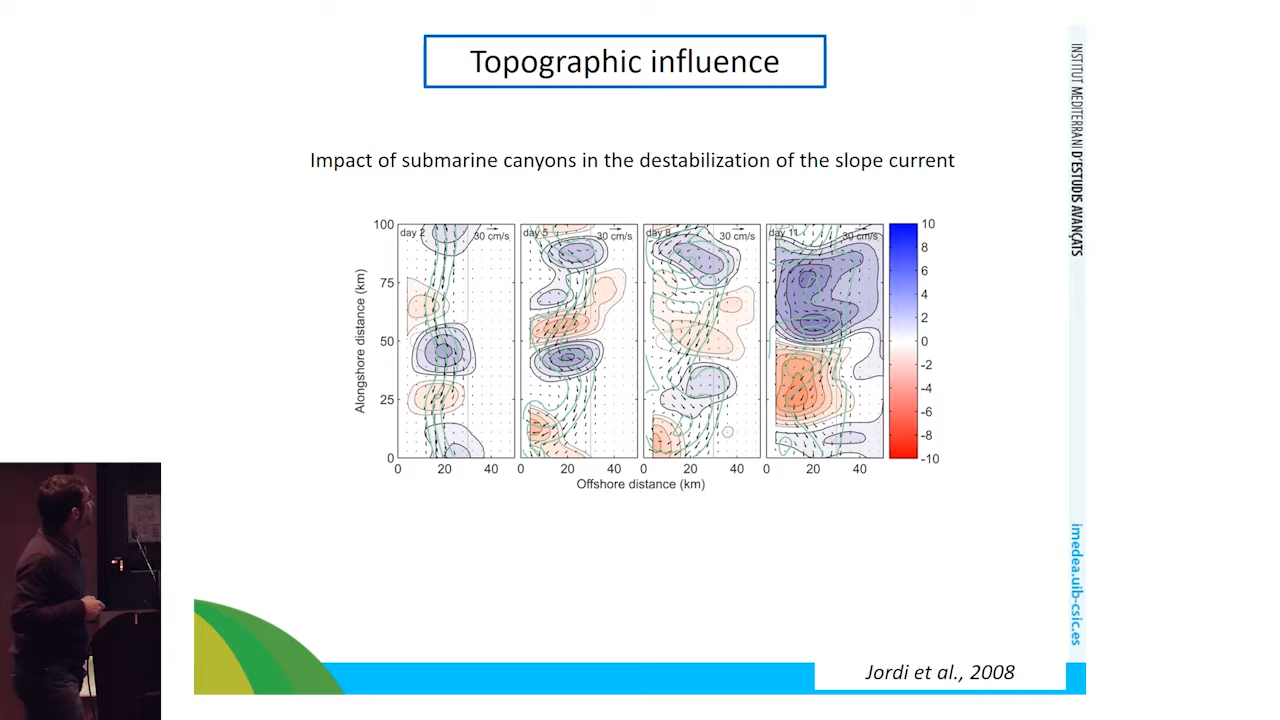 Topographic influence
Impact of submarine canyons in the destabilization of the slope current
day 2
30 cm/s
day 5
30 cm/s
day 8
30 cm/s
day 11
30 cm/s
100
75
50
25
0
Alongshore distance (km)
0 20 40
0 20 40
0 20 40
0 20 40
Offshore distance (km)
10
8
6
4
2
0
-2
-4
-6
-8
-10
INSTITUT MEDITERRANI D'ESTUDIS AVANÇATS
imedea.uib-csic.es
Jordi et al., 2008